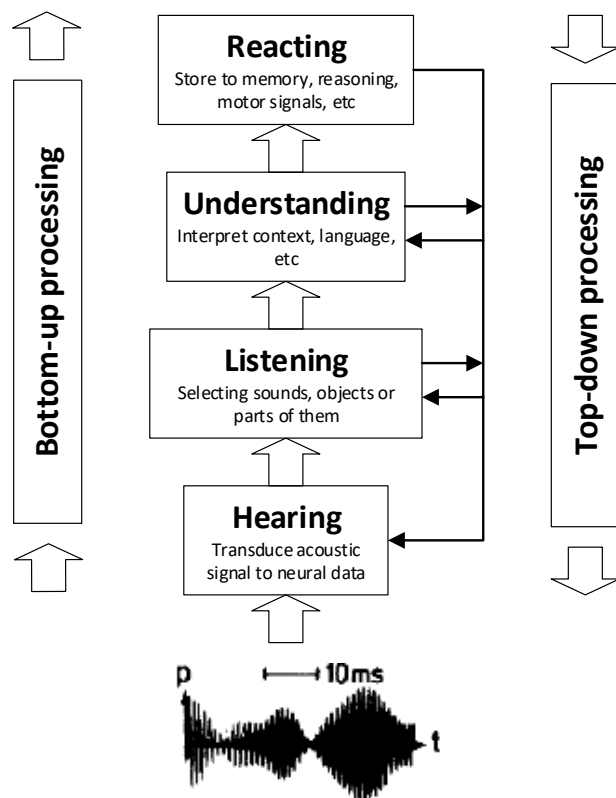 Reacting
Store to memory, reasoning,
motor signals, etc
Bottom-up processing
Top-down processing
Understanding
Interpret context, language,
etc
Listening
Selecting sounds, objects or
parts of them
Hearing
Transduce acoustic
signal to neural data
p
10ms
t